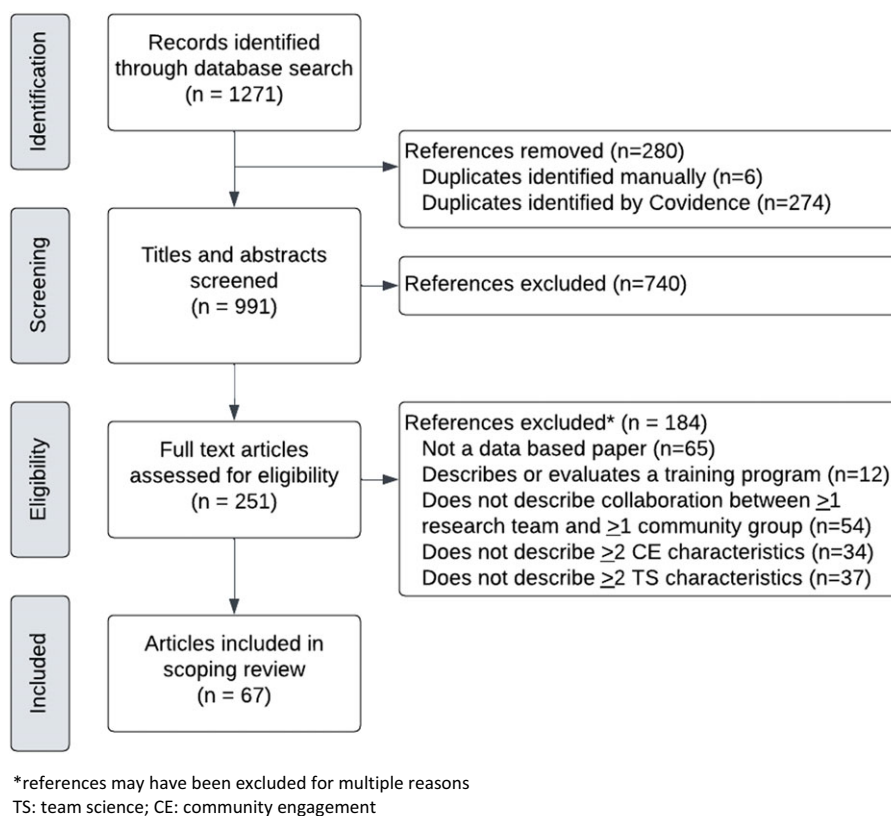 Identification
Records identified
through database search
(n = 1271)
References removed (n=280)
Duplicates identified manually (n=6)
Duplicates identified by Covidence (n=274)
Screening
Titles and abstracts
screened
(n = 991)
References excluded (n=740)
Eligibility
Full text articles
assessed for eligibility
(n = 251)
References excluded* (n = 184)
Not a data based paper (n=65)
Describes or evaluates a training program (n=12)
Does not describe collaboration between ≥1
research team and ≥1 community group (n=54)
Does not describe ≥2 CE characteristics (n=34)
Does not describe ≥2 TS characteristics (n=37)
Included
Articles included in
scoping review
(n = 67)
*references may have been excluded for multiple reasons
TS: team science; CE: community engagement